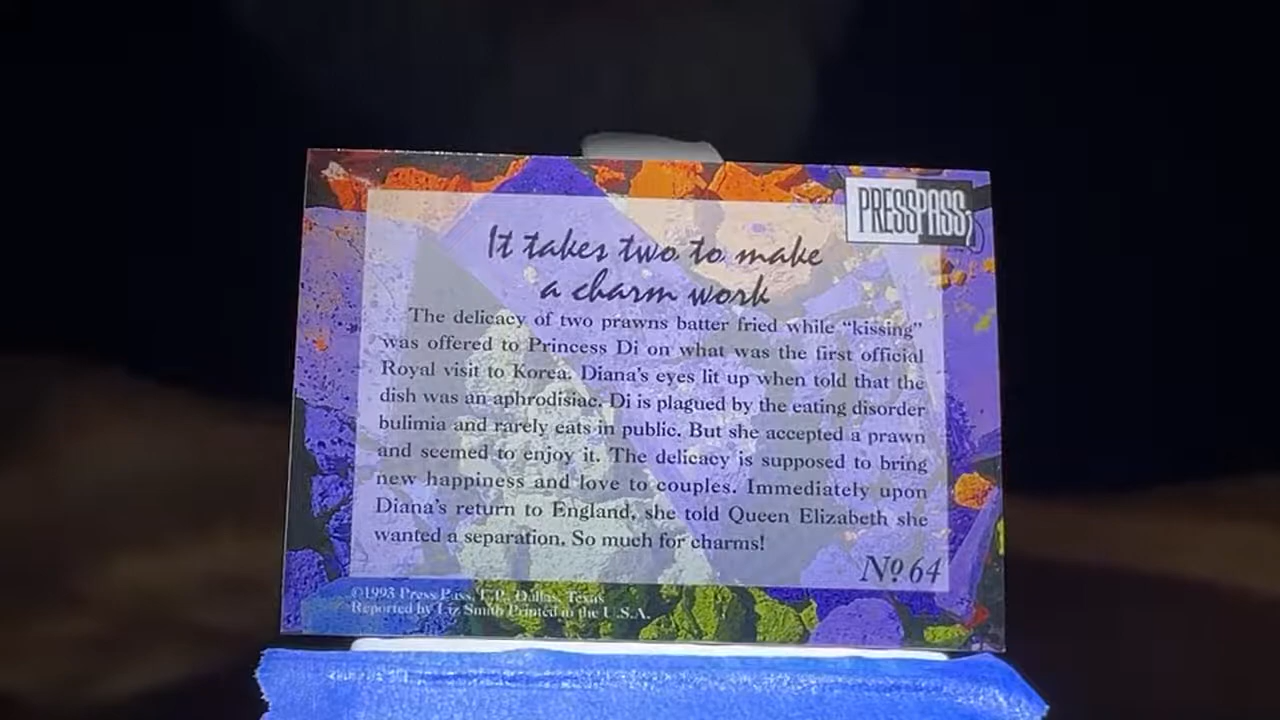 PRESSPASS
It takes two to make
a charm work
The delicacy of two prawns batter fried while “kissing”
was offered to Princess Di on what was the first official
Royal visit to Korea. Diana’s eyes lit up when told that the
dish was an aphrodisiac. Di is plagued by the eating disorder
bulimia and rarely eats in public. But she accepted a prawn
and seemed to enjoy it. The delicacy is supposed to bring
new happiness and love to couples. Immediately upon
Diana’s return to England, she told Queen Elizabeth she
wanted a separation. So much for charms!
Nº 64
©1993 Press Pass, L.P., Dallas, Texas
Reported by Liz Smith Printed in the U.S.A.